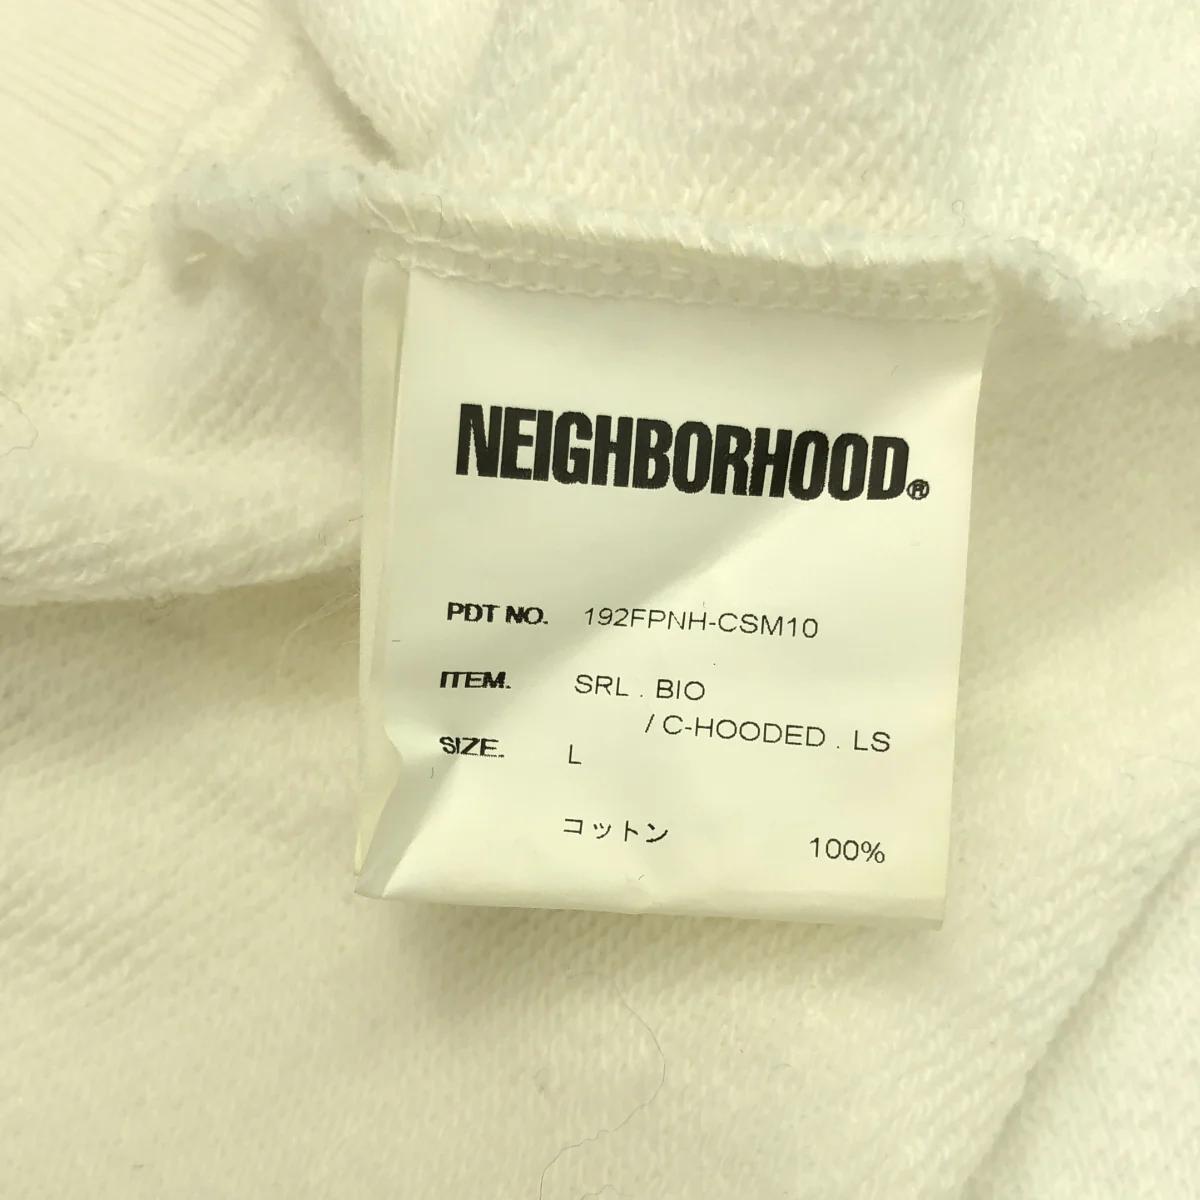 NEIGHBORHOOD®
PDT NO. 192FPNH-CSM10
ITEM. SRL . BIO
/ C-HOODED . LS
SIZE. L
コットン 100%